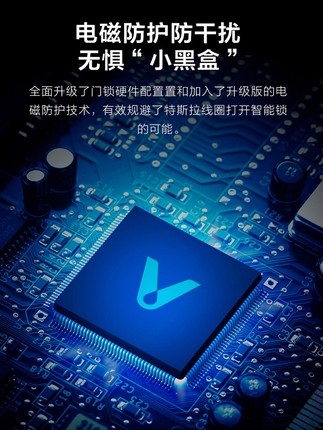 电磁防护防干扰
无惧“小黑盒”
全面升级了门锁硬件配置置和加入了升级版的电
磁防护技术，有效规避了特斯拉线圈打开智能锁
的可能。